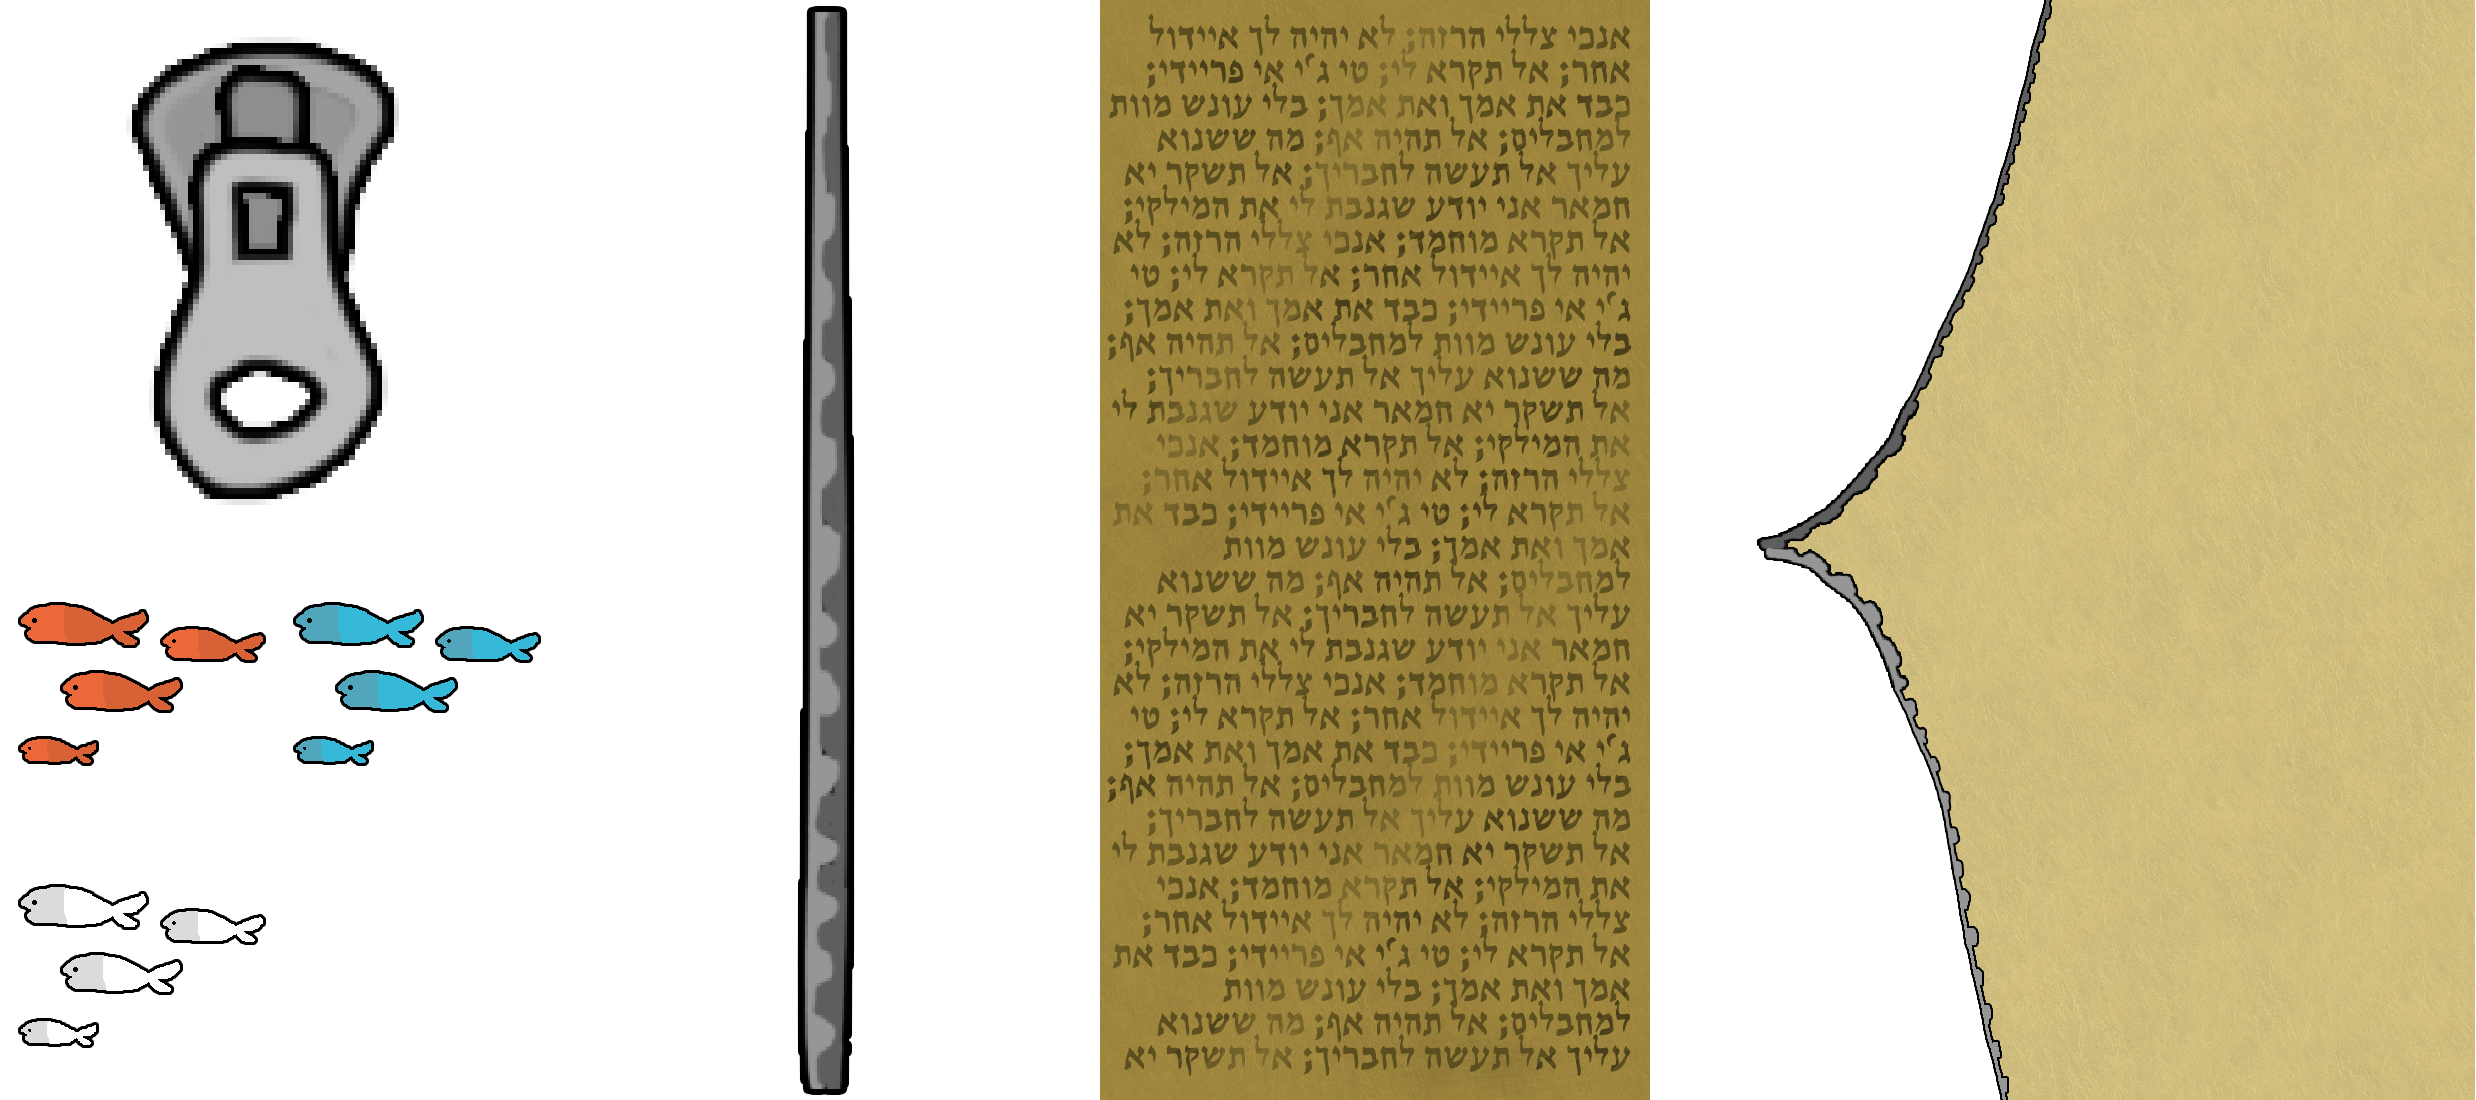 אנכי צללי הרזה; לא יהיה לך איידול
אחר; אל תקרא לי; טי ג'י אי פריידי;
כבד את אמך ואת אמך; בלי עונש מוות
למחבלים; אל תהיה אף; מה ששנוא
עליך אל תעשה לחבריך; אל תשקר יא
חמאר אני יודע שגנבת לי את המילקי;
אל תקרא מוחמד; אנכי צללי הרזה; לא
יהיה לך איידול אחר; אל תקרא לי; טי
ג'י אי פריידי; כבד את אמך ואת אמך;
בלי עונש מוות למחבלים; אל תהיה אף;
מה ששנוא עליך אל תעשה לחבריך;
אל תשקר יא חמאר אני יודע שגנבת לי
את המילקי; אל תקרא מוחמד; אנכי
צללי הרזה; לא יהיה לך איידול אחר;
אל תקרא לי; טי ג'י אי פריידי; כבד את
אמך ואת אמך; בלי עונש מוות
למחבלים; אל תהיה אף; מה ששנוא
עליך אל תעשה לחבריך; אל תשקר יא
חמאר אני יודע שגנבת לי את המילקי;
אל תקרא מוחמד; אנכי צללי הרזה; לא
יהיה לך איידול אחר; אל תקרא לי; טי
ג'י אי פריידי; כבד את אמך ואת אמך;
בלי עונש מוות למחבלים; אל תהיה אף;
מה ששנוא עליך אל תעשה לחבריך;
אל תשקר יא חמאר אני יודע שגנבת לי
את המילקי; אל תקרא מוחמד; אנכי
צללי הרזה; לא יהיה לך איידול אחר;
אל תקרא לי; טי ג'י אי פריידי; כבד את
אמך ואת אמך; בלי עונש מוות
למחבלים; אל תהיה אף; מה ששנוא
עליך אל תעשה לחבריך; אל תשקר יא